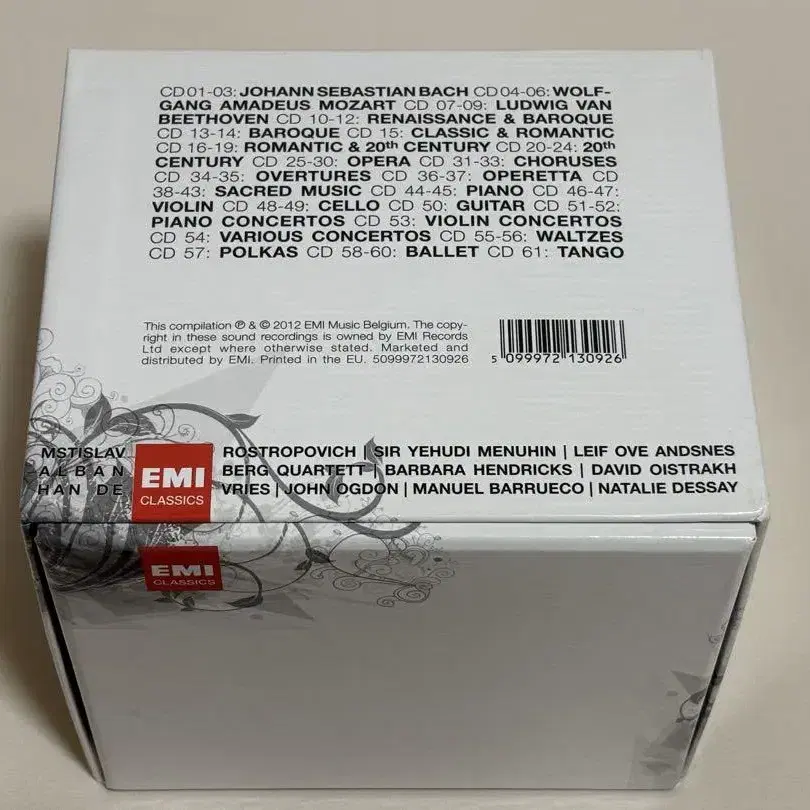 CD 01-03: JOHANN SEBASTIAN BACH CD 04-06: WOLF-
GANG AMADEUS MOZART CD 07-09: LUDWIG VAN
BEETHOVEN CD 10-12: RENAISSANCE & BAROQUE
CD 13-14: BAROQUE CD 15: CLASSIC & ROMANTIC
CD 16-19: ROMANTIC & 20th CENTURY CD 20-24: 20th
CENTURY CD 25-30: OPERA CD 31-33: CHORUSES
CD 34-35: OVERTURES CD 36-37: OPERETTA CD
38-43: SACRED MUSIC CD 44-45: PIANO CD 46-47:
VIOLIN CD 48-49: CELLO CD 50: GUITAR CD 51-52:
PIANO CONCERTOS CD 53: VIOLIN CONCERTOS
CD 54: VARIOUS CONCERTOS CD 55-56: WALTZES
CD 57: POLKAS CD 58-60: BALLET CD 61: TANGO
This compilation ℗ & © 2012 EMI Music Belgium. The copy-
right in these sound recordings is owned by EMI Records
Ltd except where otherwise stated. Marketed and
distributed by EMI. Printed in the EU. 5099972130926
5 099972 130926
MSTISLAV ROSTROPOVICH | SIR YEHUDI MENUHIN | LEIF OVE ANDSNES
ALBAN BERG QUARTETT | BARBARA HENDRICKS | DAVID OISTRAKH
HAN DE VRIES | JOHN OGDON | MANUEL BARRUECO | NATALIE DESSAY
EMI
CLASSICS
EMI
CLASSICS